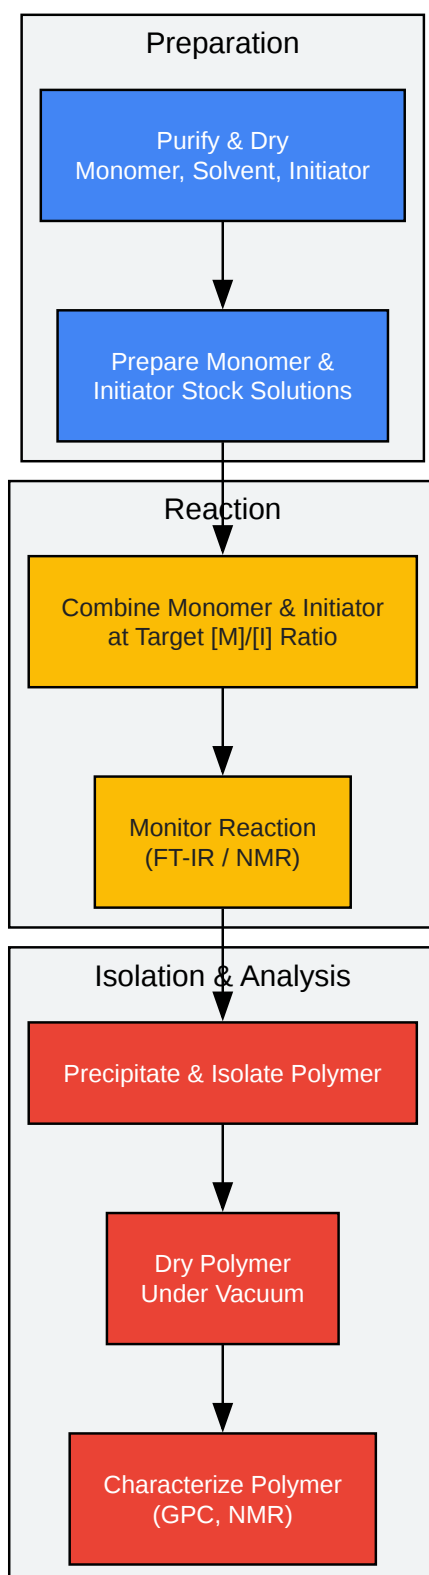 Preparation
Purify & Dry
Monomer, Solvent, Initiator
Prepare Monomer &
Initiator Stock Solutions
Reaction
Combine Monomer & Initiator
at Target [M]/[I] Ratio
Monitor Reaction
(FT-IR / NMR)
Isolation & Analysis
Precipitate & Isolate Polymer
Dry Polymer
Under Vacuum
Characterize Polymer
(GPC, NMR)